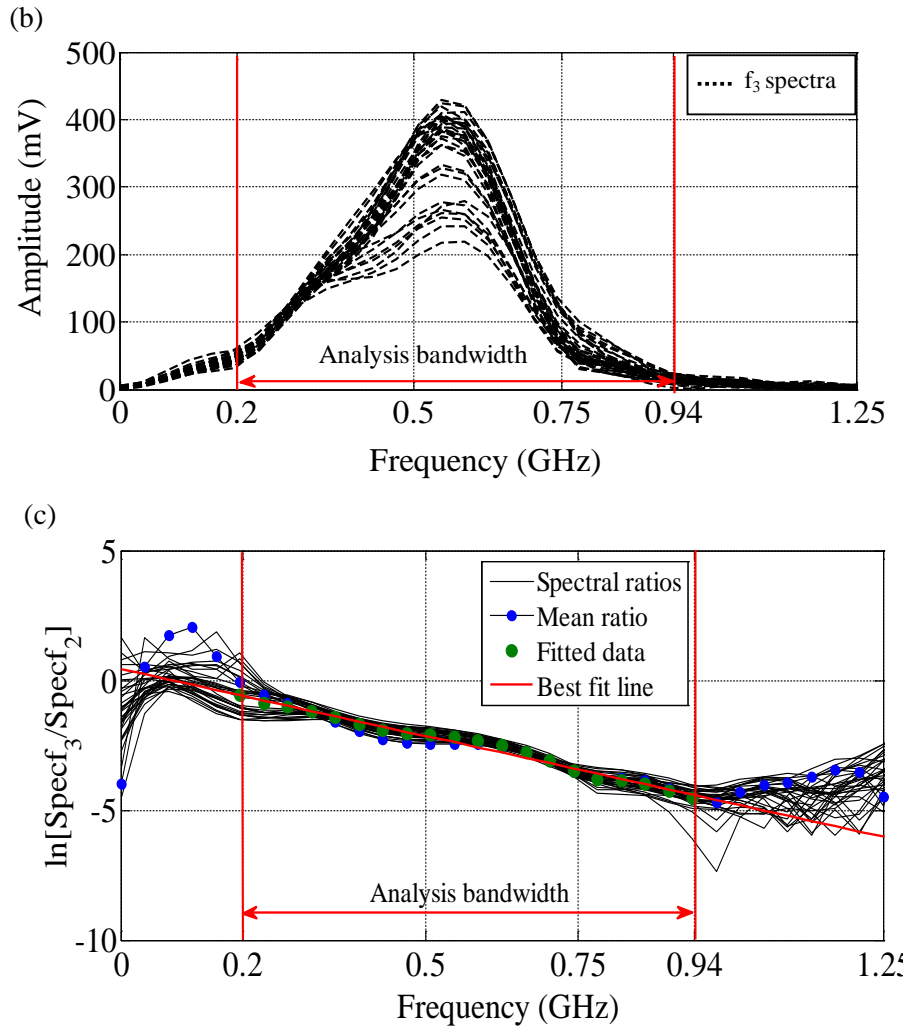 (b)
500
400
300
200
100
0
Amplitude (mV)
f₃ spectra
Analysis bandwidth
0 0.2 0.5 0.75 0.94 1.25
Frequency (GHz)
(c)
5
0
-5
-10
ln[Specf₃/Specf₂]
Spectral ratios
Mean ratio
Fitted data
Best fit line
Analysis bandwidth
0 0.2 0.5 0.75 0.94 1.25
Frequency (GHz)